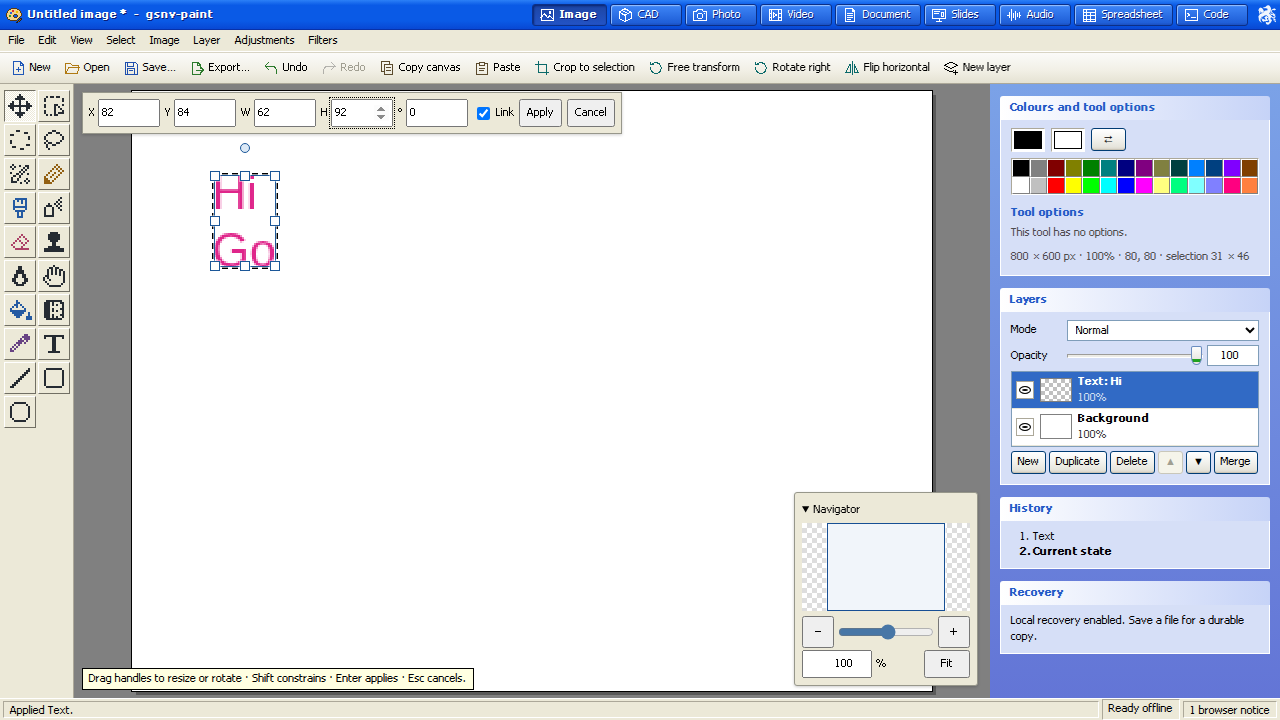 Untitled image * - gsnv-paint
Image
CAD
Photo
Video
Document
Slides
Audio
Spreadsheet
Code
File
Edit
View
Select
Image
Layer
Adjustments
Filters
New
Open
Save...
Export...
Undo
Redo
Copy canvas
Paste
Crop to selection
Free transform
Rotate right
Flip horizontal
New layer
X 82
Y 84
W 62
H 92
° 0
Link
Apply
Cancel
Hi
Go
Colours and tool options
Tool options
This tool has no options.
800 × 600 px · 100% · 80, 80 · selection 31 × 46
Layers
Mode
Normal
Opacity
100
Text: Hi
100%
Background
100%
New
Duplicate
Delete
▲
▼
Merge
History
1. Text
2. Current state
Recovery
Local recovery enabled. Save a file for a durable
copy.
▼ Navigator
−
+
100 %
Fit
Drag handles to resize or rotate · Shift constrains · Enter applies · Esc cancels.
Applied Text.
Ready offline
1 browser notice